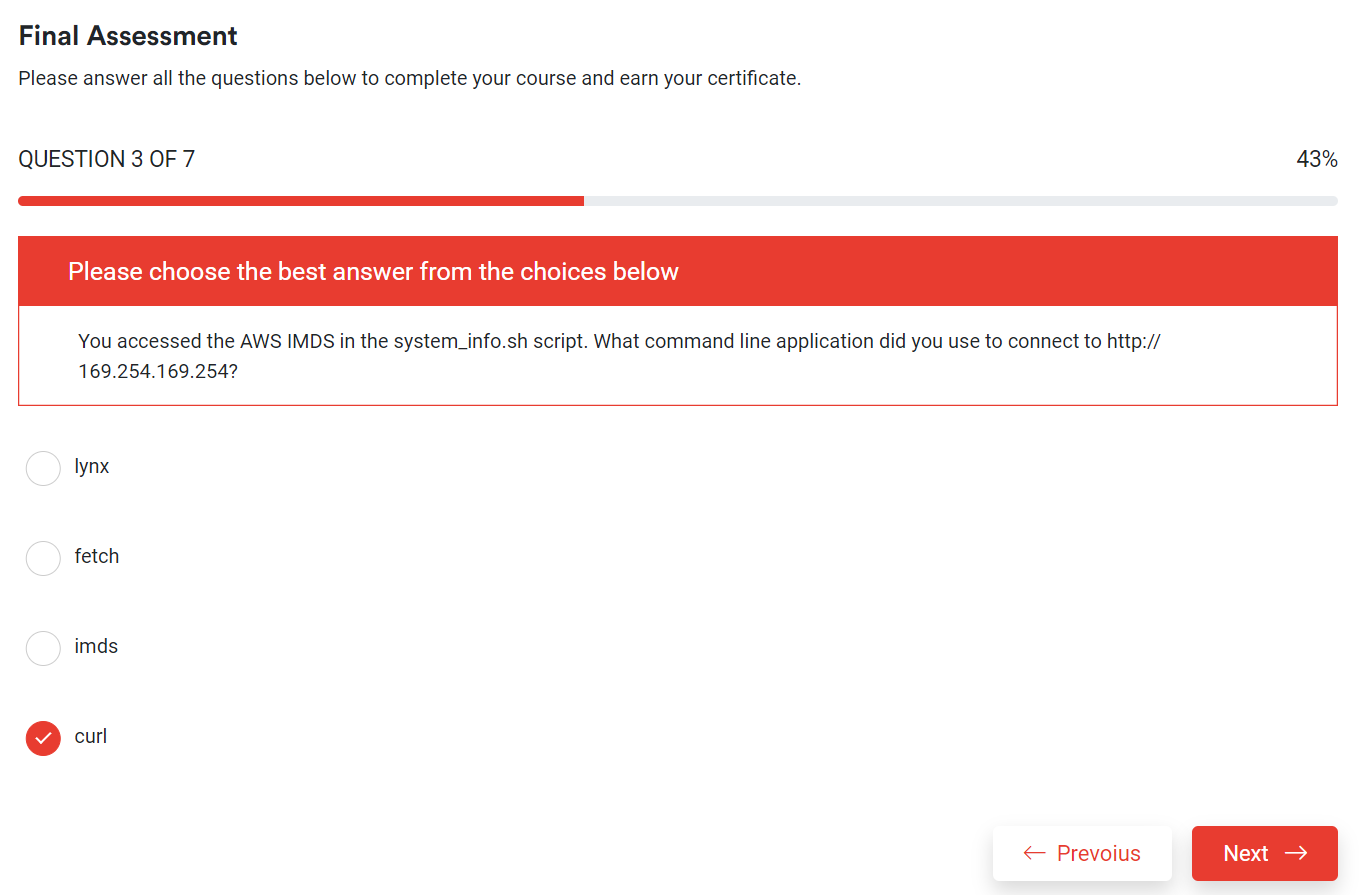 Final Assessment
Please answer all the questions below to complete your course and earn your certificate.
QUESTION 3 OF 7
43%
Please choose the best answer from the choices below
You accessed the AWS IMDS in the system_info.sh script. What command line application did you use to connect to http://
169.254.169.254?
lynx
fetch
imds
curl
← Prevoius
Next →